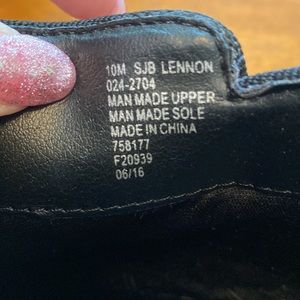 10M SJB LENNON
024-2704
MAN MADE UPPER
MAN MADE SOLE
MADE IN CHINA
758177
F20939
06/16